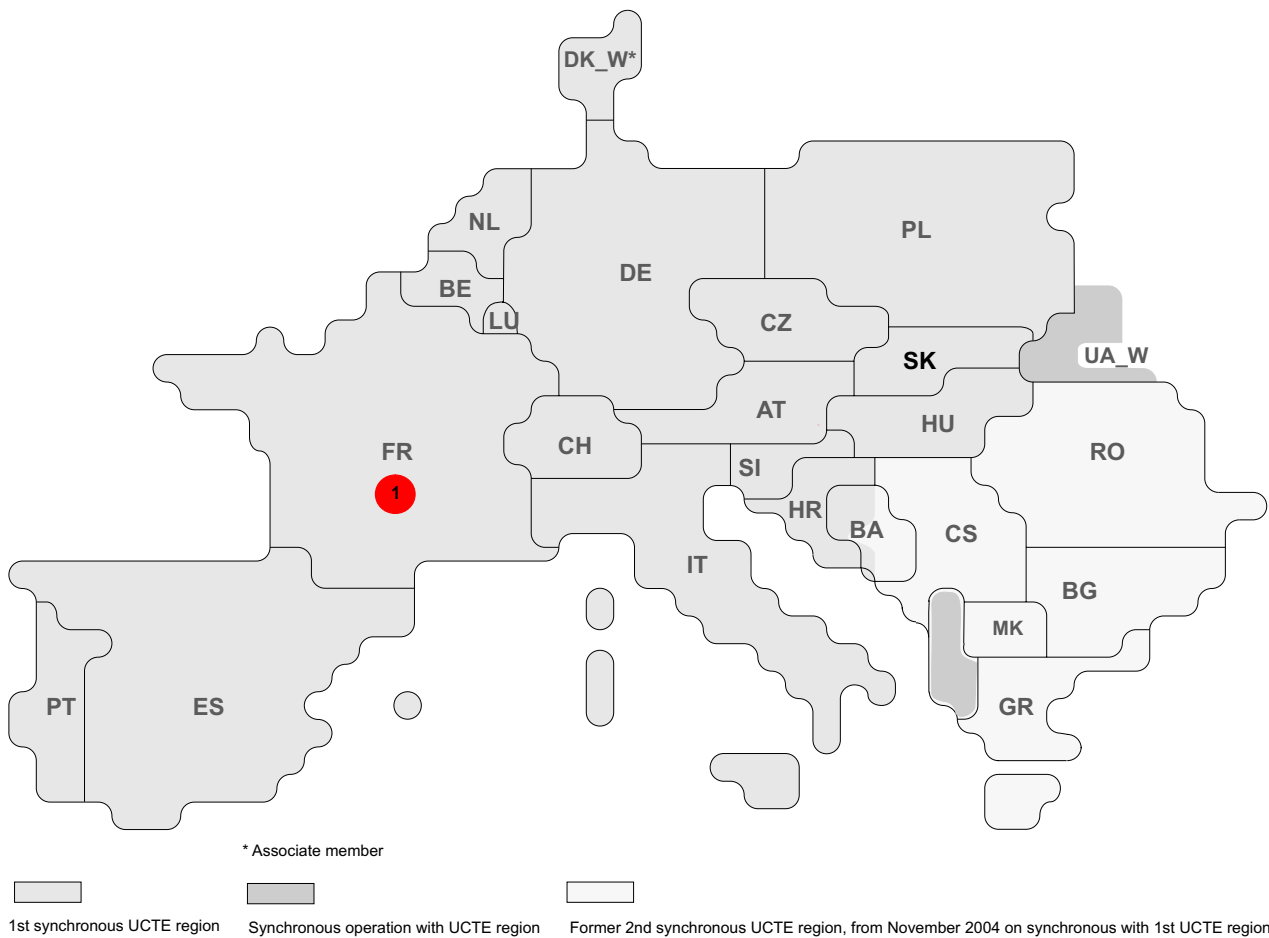 DK_W*
NL
PL
DE
BE
LU
CZ
SK
UA_W
AT
HU
FR
CH
RO
SI
1
HR
BA
CS
IT
BG
MK
PT
ES
GR
* Associate member
1st synchronous UCTE region
Synchronous operation with UCTE region
Former 2nd synchronous UCTE region, from November 2004 on synchronous with 1st UCTE region